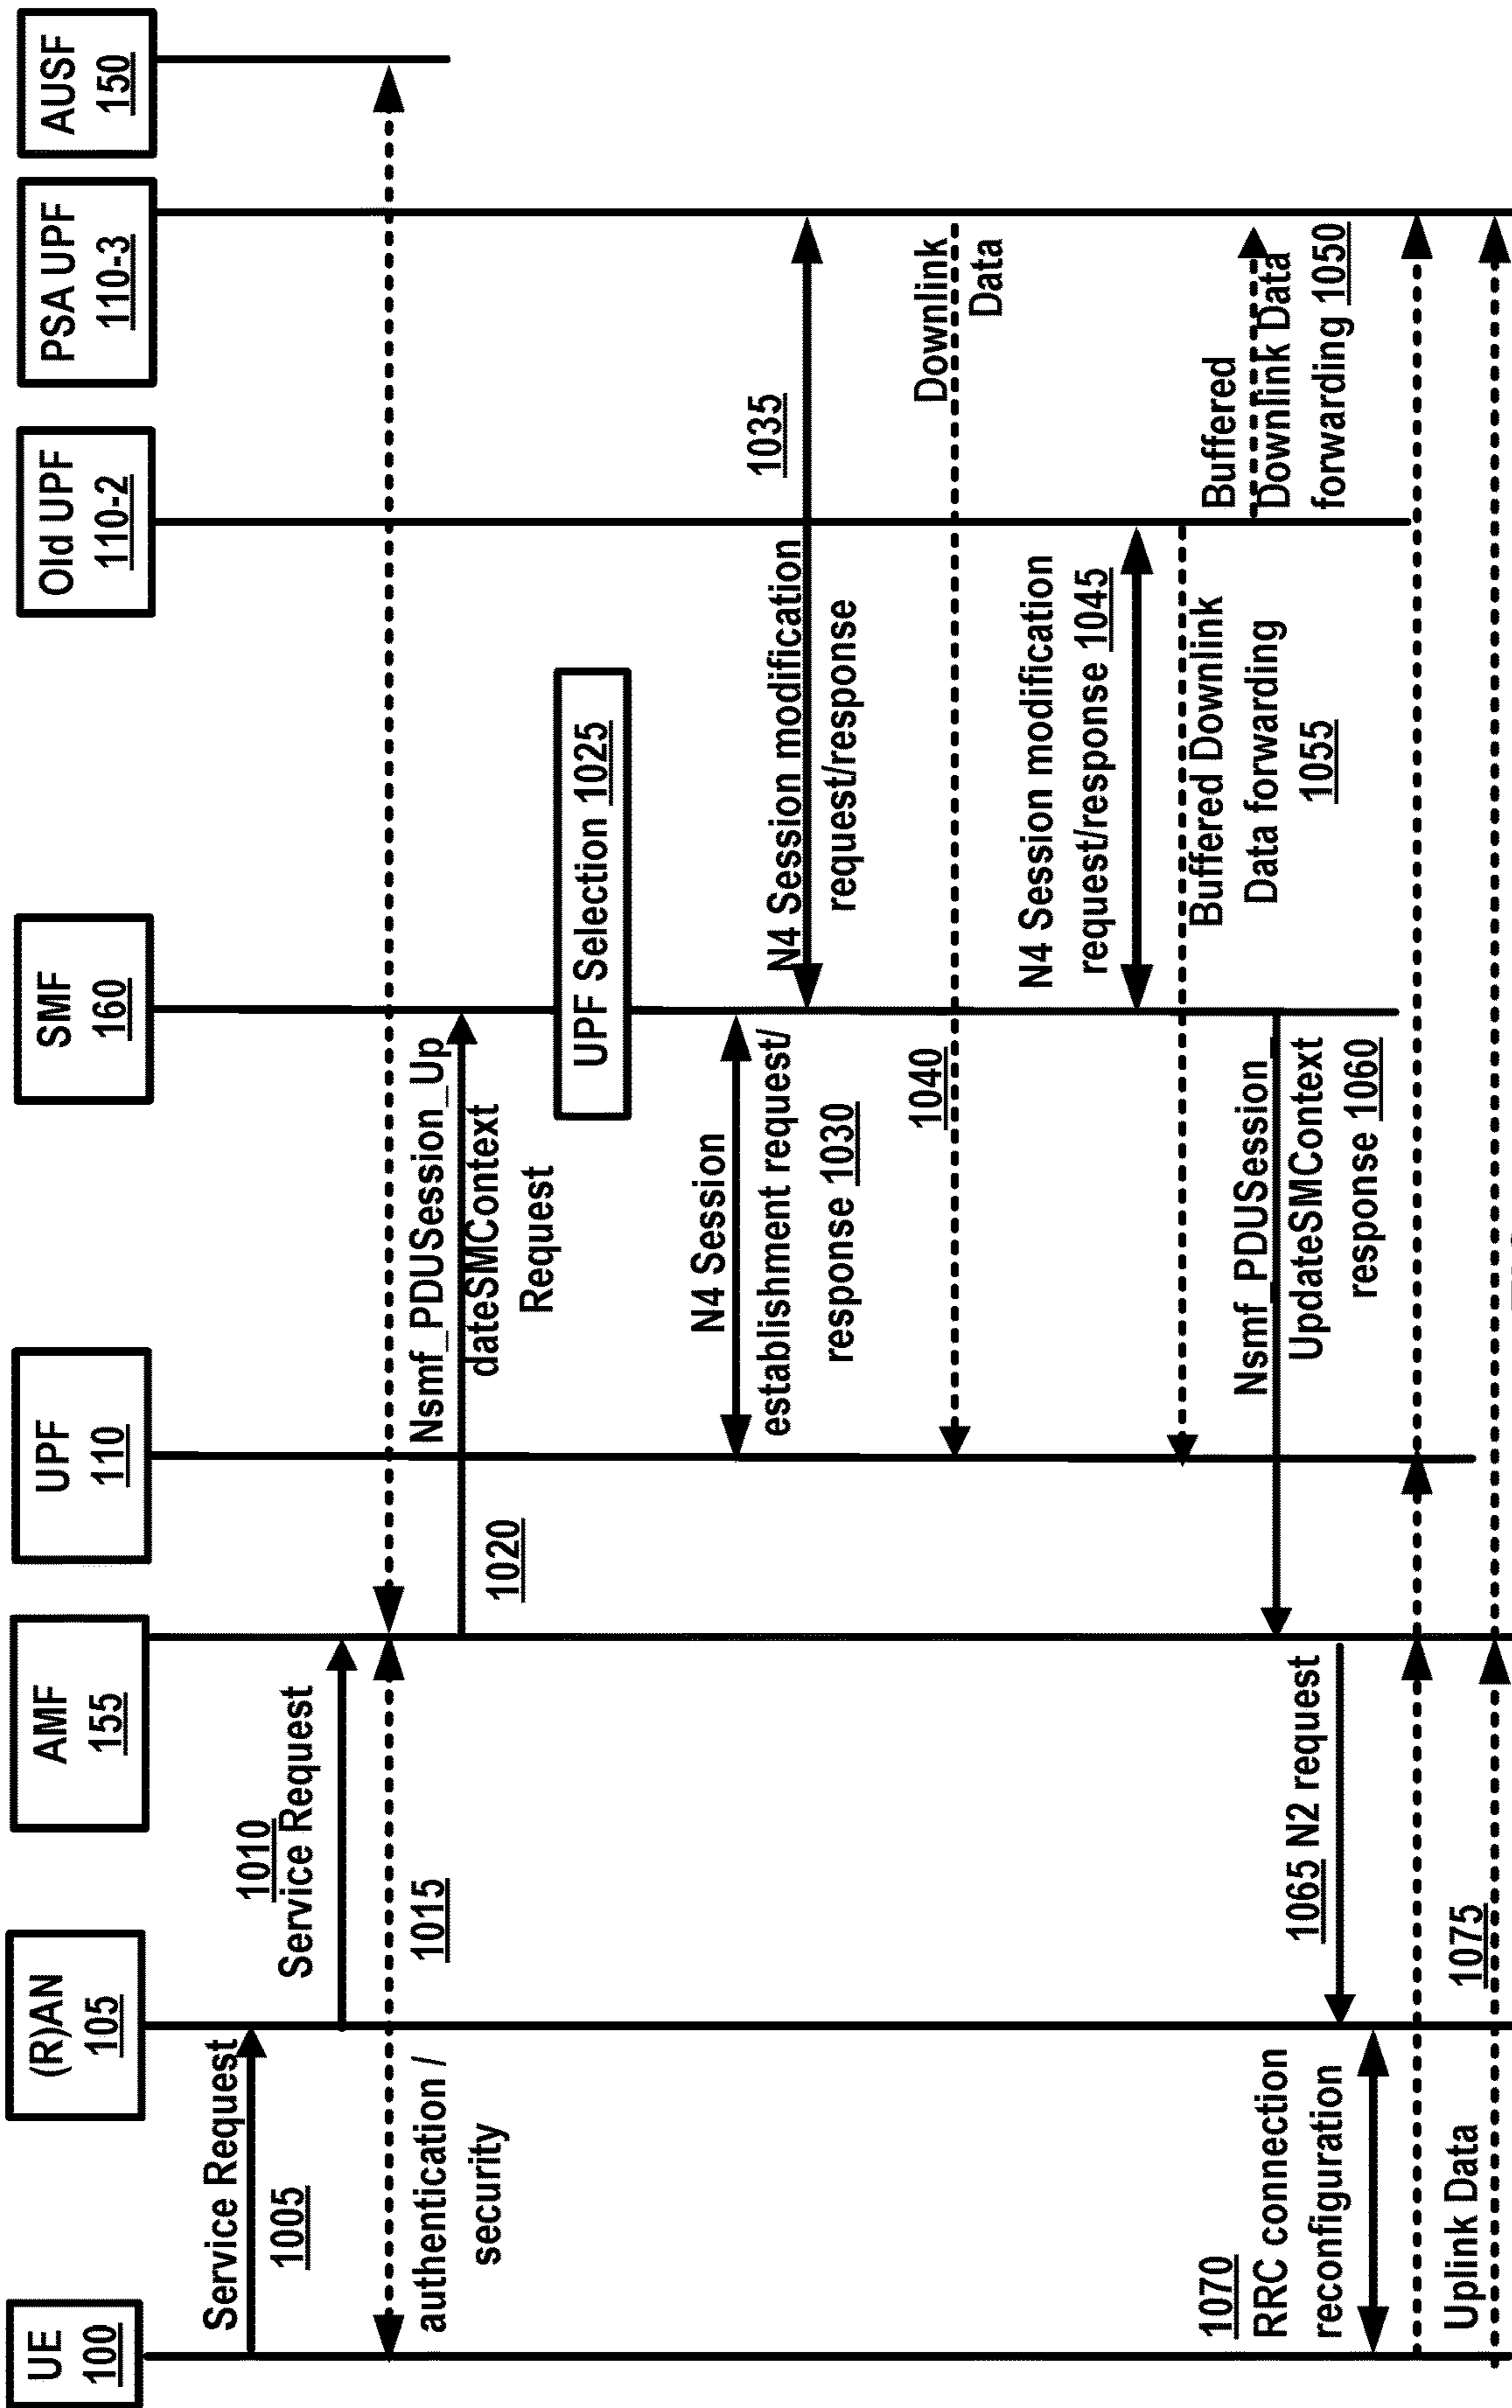 UE
100
(R)AN
105
AMF
155
UPF
110
SMF
160
Old UPF
110-2
PSA UPF
110-3
AUSF
150
Service Request
1005
1010
Service Request
authentication /
security
1015
Nsmf_PDUSession_Up
dateSMContext
Request
1020
UPF Selection 1025
N4 Session
establishment request/
response 1030
N4 Session modification
request/response
1035
Downlink
Data
1040
N4 Session modification
request/response 1045
Buffered
Downlink Data
forwarding 1050
Buffered Downlink
Data forwarding
1055
Nsmf_PDUSession_
UpdateSMContext
response 1060
1065 N2 request
1070
RRC connection
reconfiguration
Uplink Data
1075